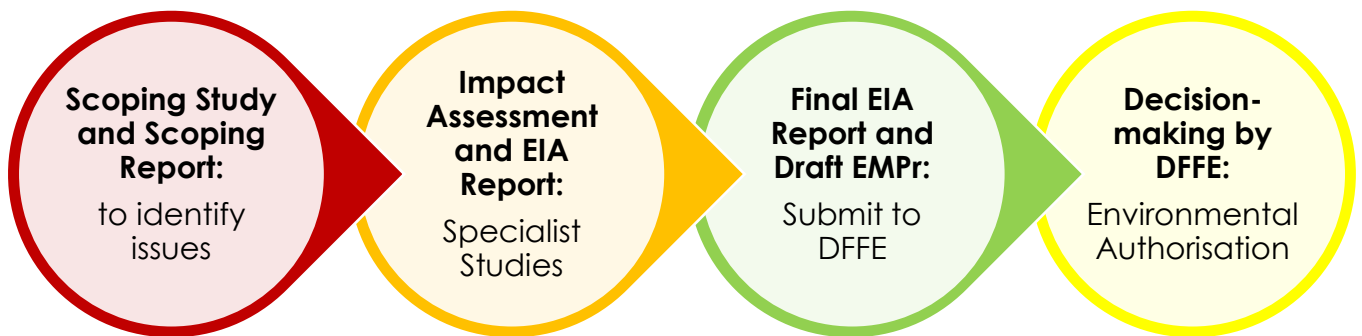 Scoping Study
and Scoping
Report:
to identify
issues
Impact
Assessment
and EIA
Report:
Specialist
Studies
Final EIA
Report and
Draft EMPr:
Submit to
DFFE
Decision-
making by
DFFE:
Environmental
Authorisation